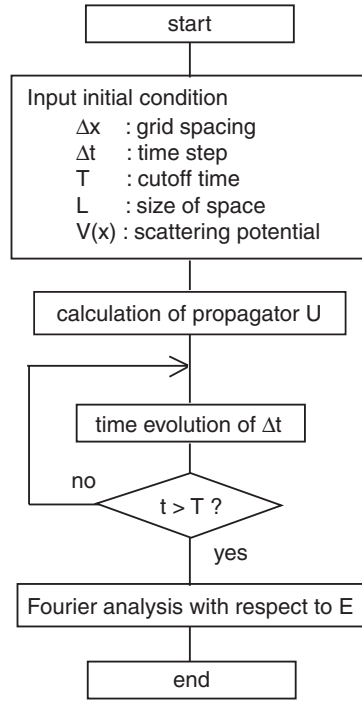 start
Input initial condition
Δx : grid spacing
Δt : time step
T : cutoff time
L : size of space
V(x) : scattering potential
calculation of propagator U
time evolution of Δt
no
t > T ?
yes
Fourier analysis with respect to E
end